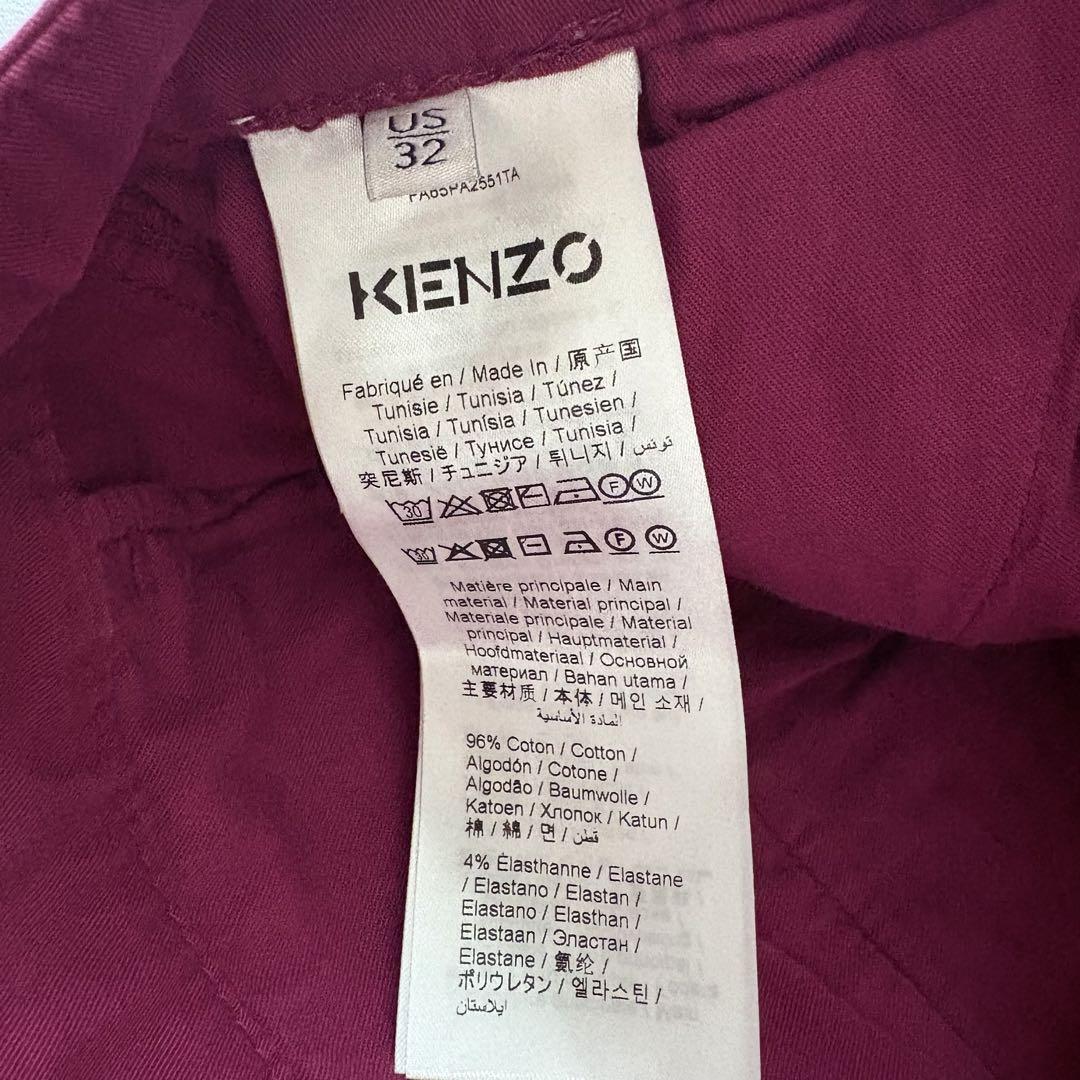 US
32
PA65PA2551TA
KENZO
Fabriqué en / Made In / 原产国
Tunisie / Tunisia / Túnez /
Tunisia / Tunísia / Tunesien /
Tunesië / Тунисе / Tunisia /
突尼斯 / チュニジア / 튀니지 / تونس
30 F W
30 F W
Matière principale / Main
material / Material principal /
Materiale principale / Material
principal / Hauptmaterial /
Hoofdmateriaal / Основной
материал / Bahan utama /
主要材质 / 本体 / 메인 소재 /
المادة الأساسية
96% Coton / Cotton /
Algodón / Cotone /
Algodão / Baumwolle /
Katoen / Хлопок / Katun /
棉 / 綿 / 면 / قطن
4% Élasthanne / Elastane
/ Elastano / Elastan /
Elastano / Elasthan /
Elastaan / Эластан /
Elastane / 氨纶 /
ポリウレタン / 엘라스틴 /
ايلاستان